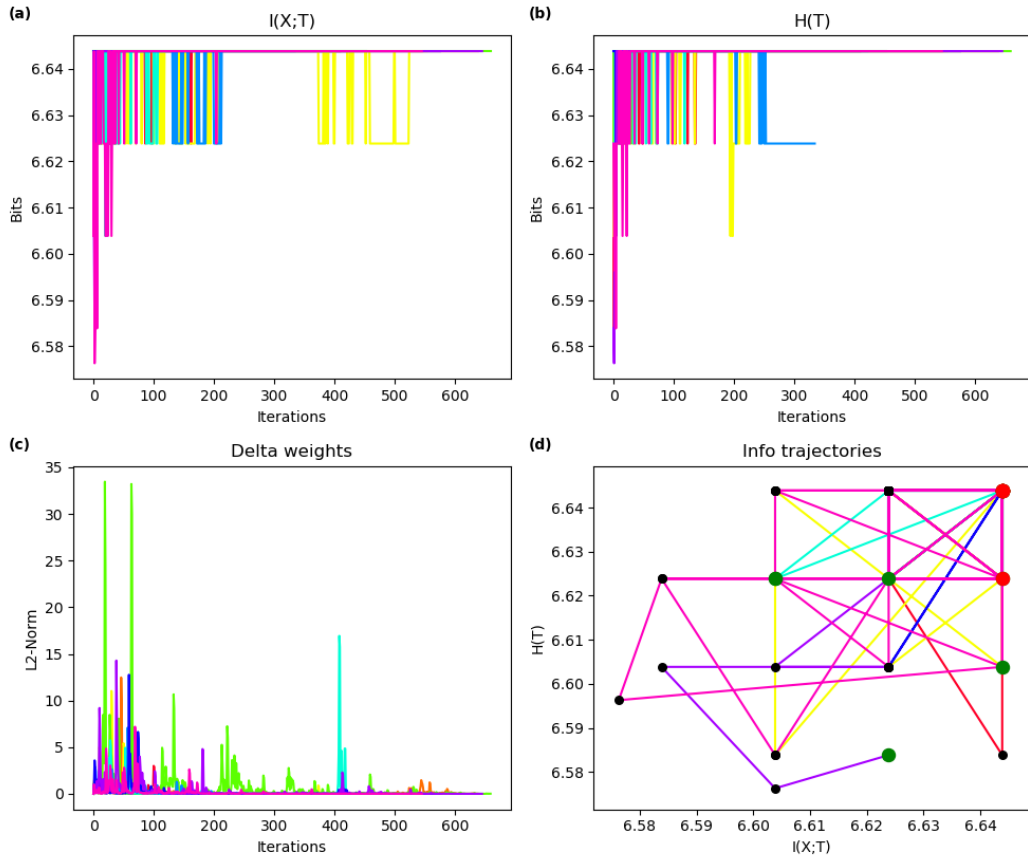 (a)
I(X;T)
Bits
6.64
6.63
6.62
6.61
6.60
6.59
6.58
0 100 200 300 400 500 600
Iterations
(b)
H(T)
Bits
6.64
6.63
6.62
6.61
6.60
6.59
6.58
0 100 200 300 400 500 600
Iterations
(c)
Delta weights
L2-Norm
35
30
25
20
15
10
5
0
0 100 200 300 400 500 600
Iterations
(d)
Info trajectories
H(T)
6.64
6.63
6.62
6.61
6.60
6.59
6.58
6.58 6.59 6.60 6.61 6.62 6.63 6.64
I(X;T)